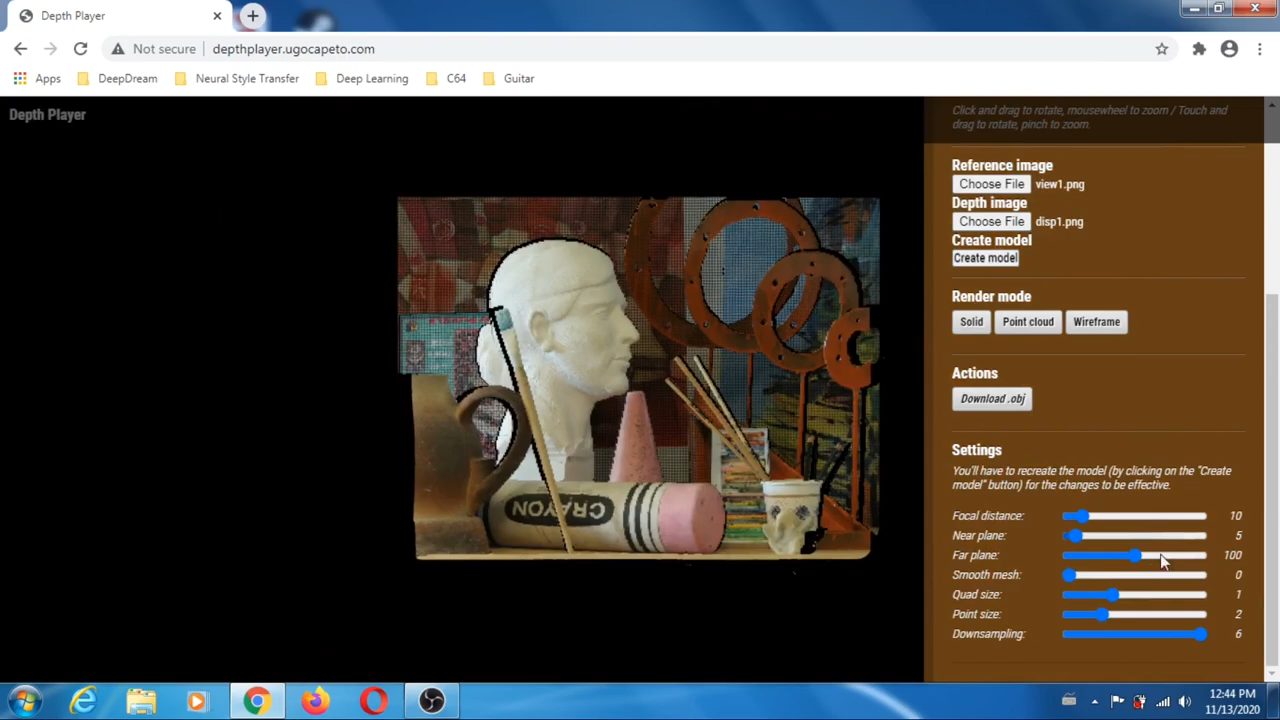 Depth Player
Not secure depthplayer.ugocapeto.com
Apps DeepDream Neural Style Transfer Deep Learning C64 Guitar
Depth Player
Click and drag to rotate, mousewheel to zoom / Touch and
drag to rotate, pinch to zoom.
Reference image
Choose File view1.png
Depth image
Choose File disp1.png
Create model
Create model
Render mode
Solid Point cloud Wireframe
Actions
Download .obj
Settings
You'll have to recreate the model (by clicking on the "Create
model" button) for the changes to be effective.
Focal distance: 10
Near plane: 5
Far plane: 100
Smooth mesh: 0
Quad size: 1
Point size: 2
Downsampling: 6
CRAYON
12:44 PM
11/13/2020